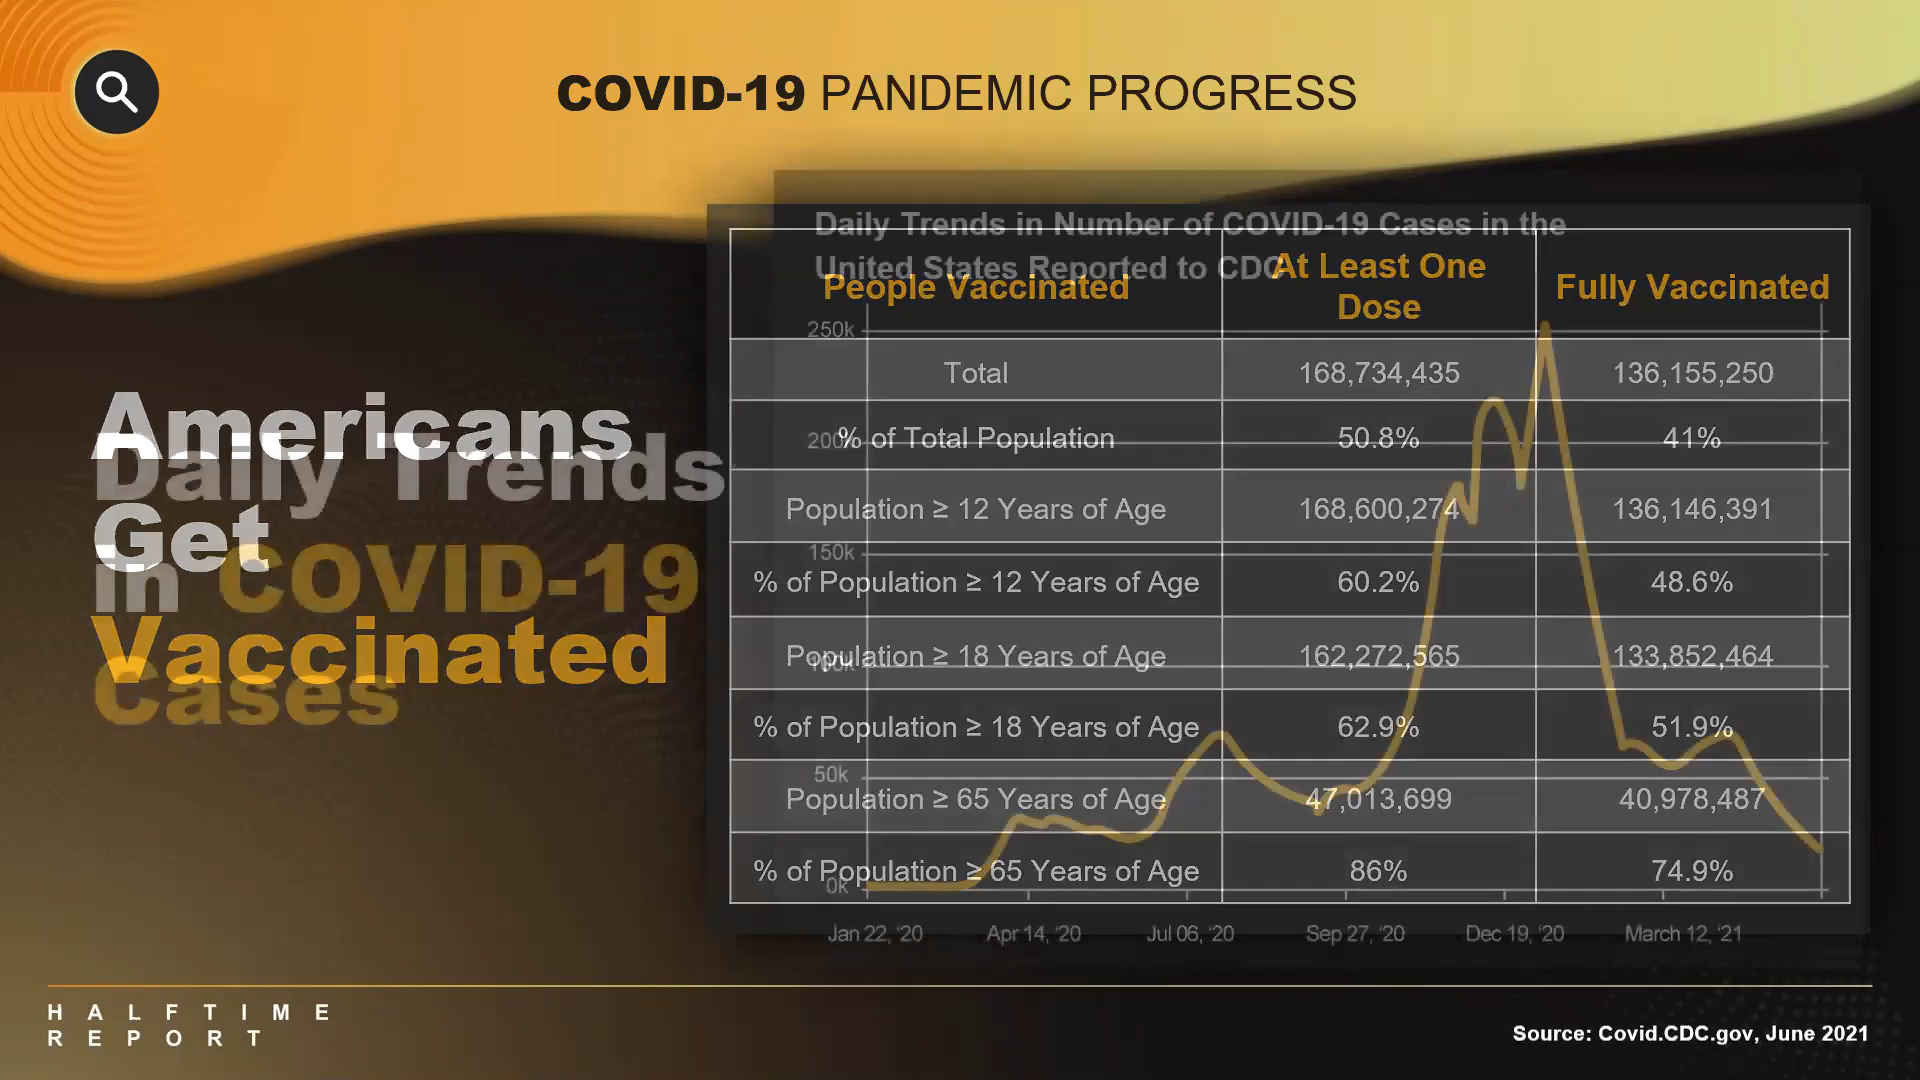 COVID-19 PANDEMIC PROGRESS
Americans
Get
Vaccinated
Daily Trends
in COVID-19
Cases
Daily Trends in Number of COVID-19 Cases in the
United States Reported to CDC
People Vaccinated At Least One Dose Fully Vaccinated
Total 168,734,435 136,155,250
% of Total Population 50.8% 41%
Population ≥ 12 Years of Age 168,600,274 136,146,391
% of Population ≥ 12 Years of Age 60.2% 48.6%
Population ≥ 18 Years of Age 162,272,565 133,852,464
% of Population ≥ 18 Years of Age 62.9% 51.9%
Population ≥ 65 Years of Age 47,013,699 40,978,487
% of Population ≥ 65 Years of Age 86% 74.9%
250k
200k
150k
100k
50k
0k
Jan 22, '20 Apr 14, '20 Jul 06, '20 Sep 27, '20 Dec 19, '20 March 12, '21
HALFTIME
REPORT
Source: Covid.CDC.gov, June 2021